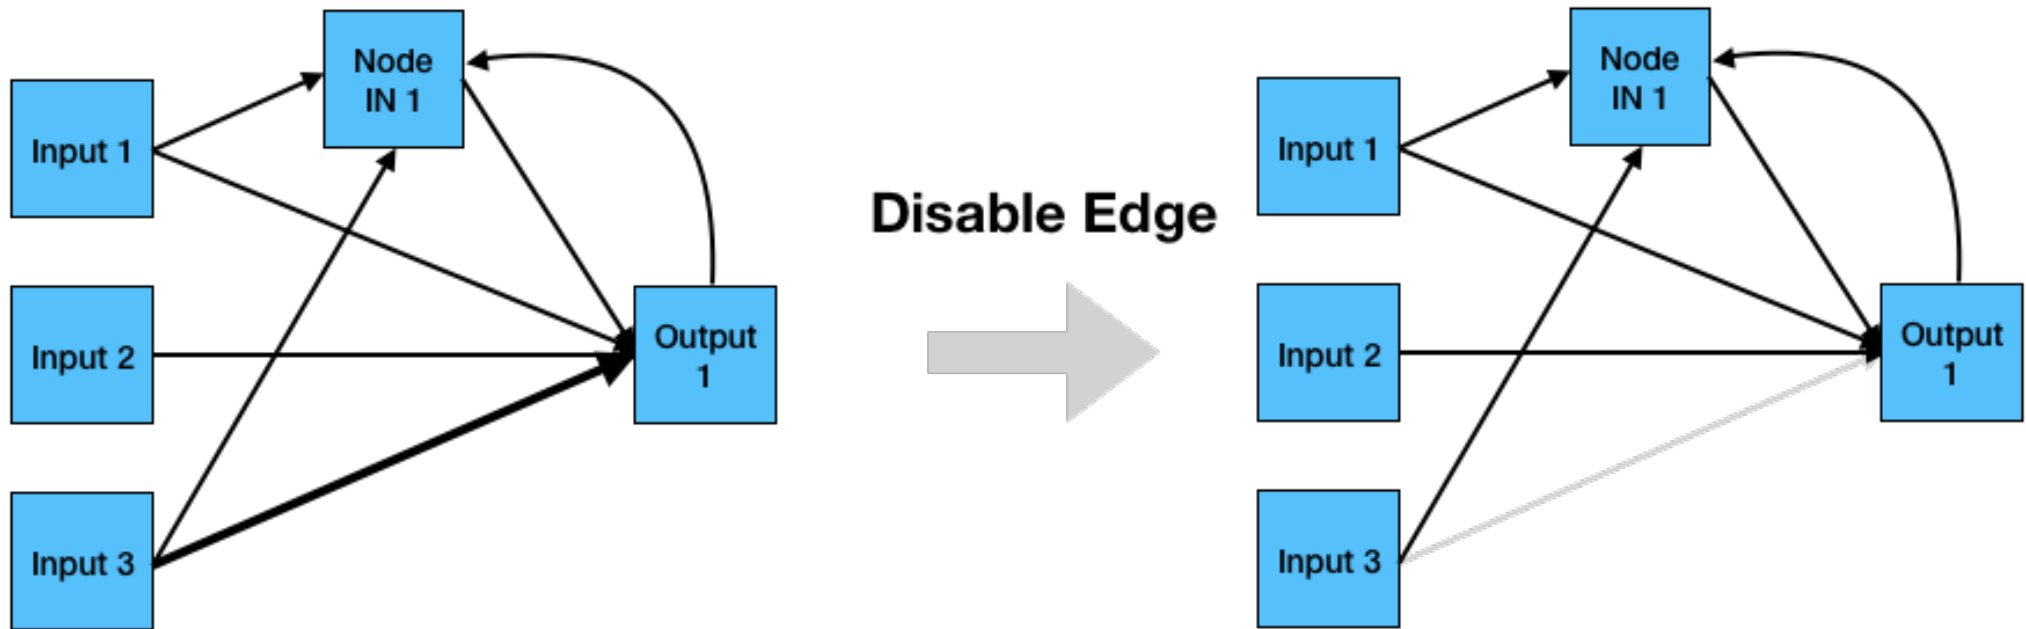 Node
IN 1
Input 1
Input 2
Output
1
Input 3
Disable Edge
Node
IN 1
Input 1
Input 2
Output
1
Input 3